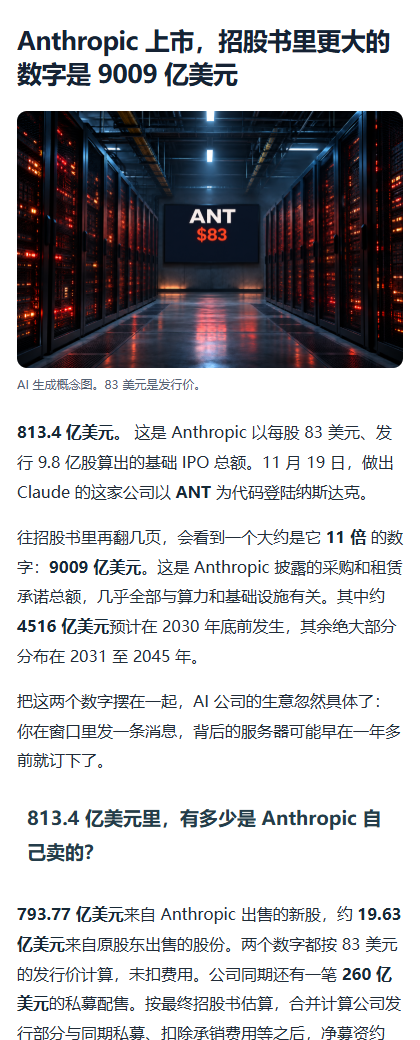 Anthropic 上市，招股书里更大的
数字是 9009 亿美元
ANT
$83
AI 生成概念图。83 美元是发行价。
813.4 亿美元。 这是 Anthropic 以每股 83 美元、发
行 9.8 亿股算出的基础 IPO 总额。11 月 19 日，做出
Claude 的这家公司以 ANT 为代码登陆纳斯达克。
往招股书里再翻几页，会看到一个大约是它 11 倍 的数
字：9009 亿美元。这是 Anthropic 披露的采购和租赁
承诺总额，几乎全部与算力和基础设施有关。其中约
4516 亿美元预计在 2030 年底前发生，其余绝大部分
分布在 2031 至 2045 年。
把这两个数字摆在一起，AI 公司的生意忽然具体了：
你在窗口里发一条消息，背后的服务器可能早在一年多
前就订下了。
813.4 亿美元里，有多少是 Anthropic 自
己卖的？
793.77 亿美元来自 Anthropic 出售的新股，约 19.63
亿美元来自原股东出售的股份。两个数字都按 83 美元
的发行价计算，未扣费用。公司同期还有一笔 260 亿
美元的私募配售。按最终招股书估算，合并计算公司发
行部分与同期私募、扣除承销费用等之后，净募资约